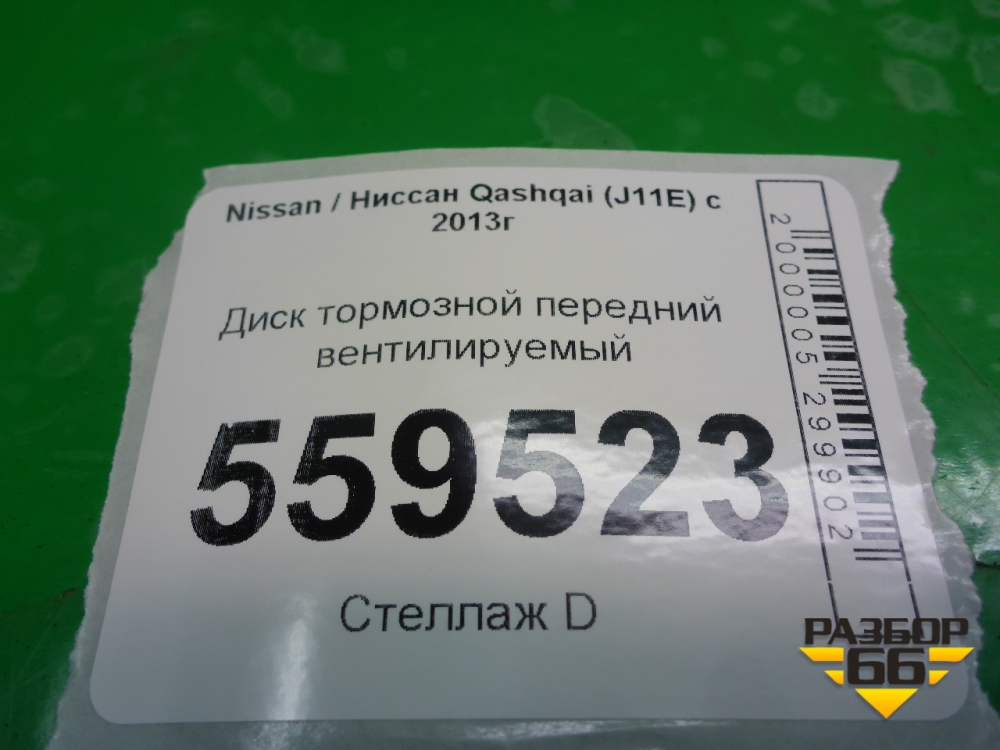 Nissan / Ниссан Qashqai (J11E) с
2013г
Диск тормозной передний
вентилируемый
559523
Стеллаж D
2000005299902
РАЗБОР
66